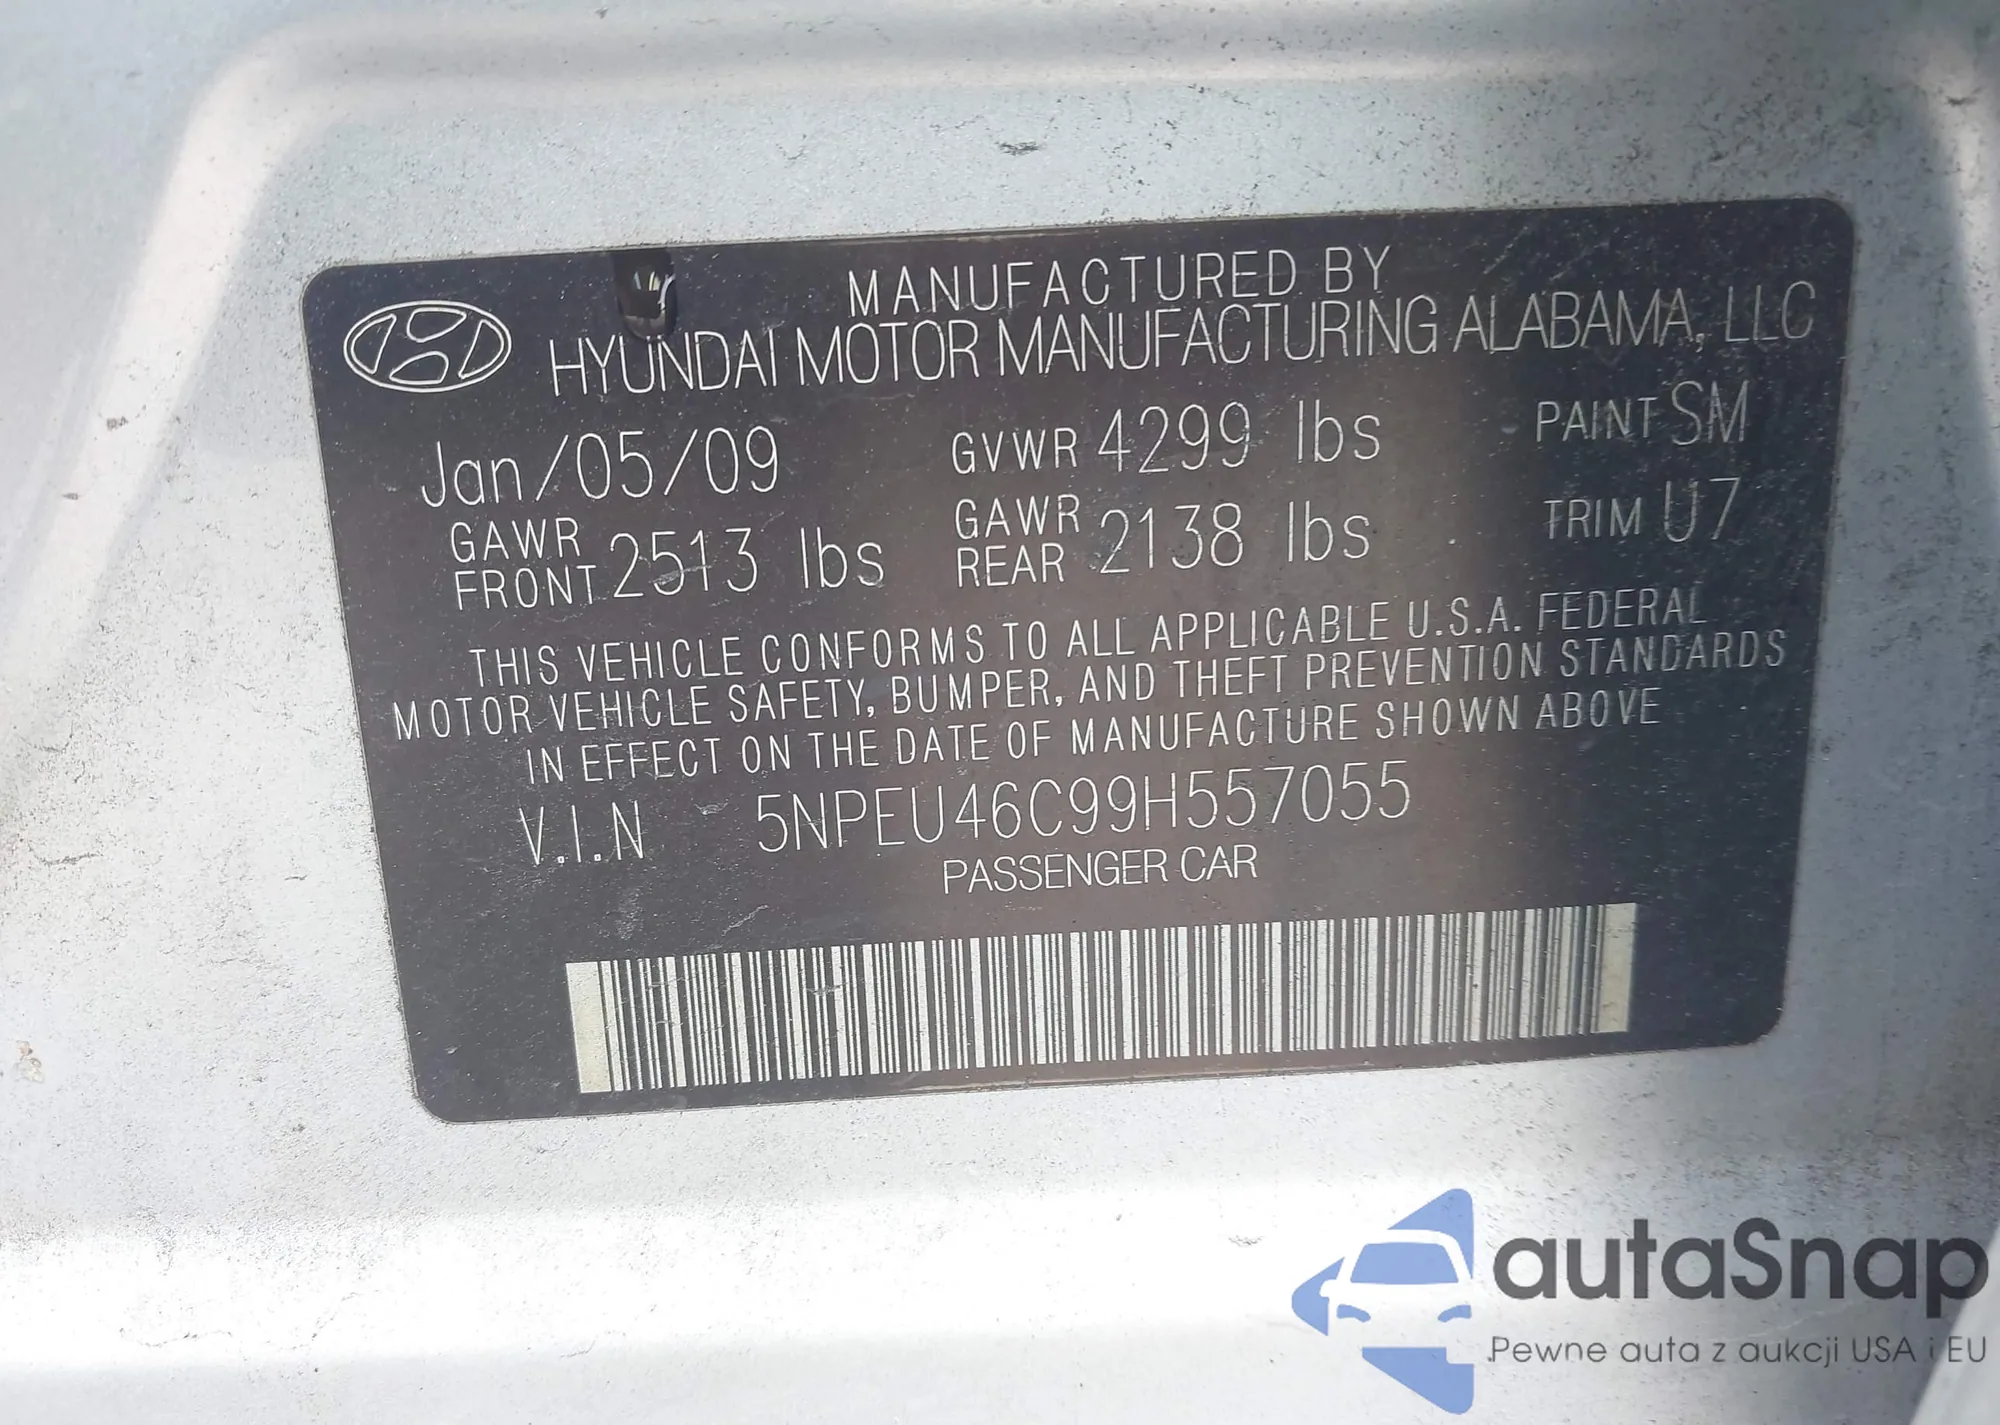 MANUFACTURED BY
HYUNDAI MOTOR MANUFACTURING ALABAMA, LLC
Jan/05/09 GVWR 4299 lbs PAINT SM
GAWR FRONT 2513 lbs GAWR REAR 2138 lbs TRIM U7
THIS VEHICLE CONFORMS TO ALL APPLICABLE U.S.A. FEDERAL
MOTOR VEHICLE SAFETY, BUMPER, AND THEFT PREVENTION STANDARDS
IN EFFECT ON THE DATE OF MANUFACTURE SHOWN ABOVE
V.I.N 5NPEU46C99H557055
PASSENGER CAR
autaSnap
Pewne auta z aukcji USA i EU